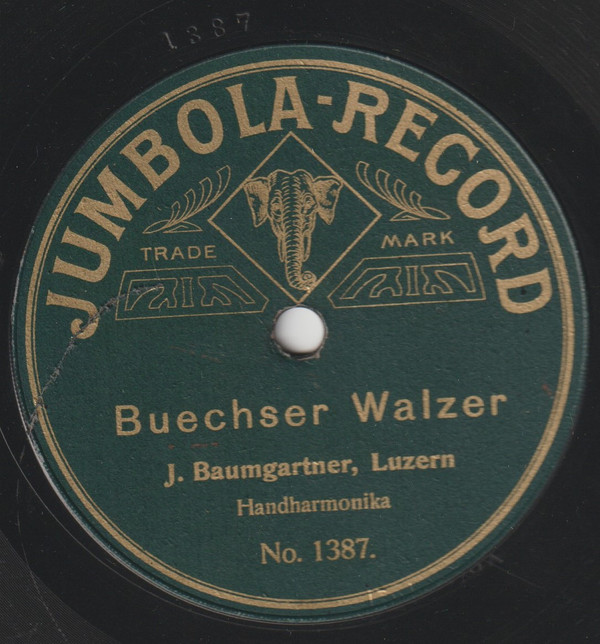 1387
JUMBOLA-RECORD
TRADE MARK
Buechser Walzer
J. Baumgartner, Luzern
Handharmonika
No. 1387.